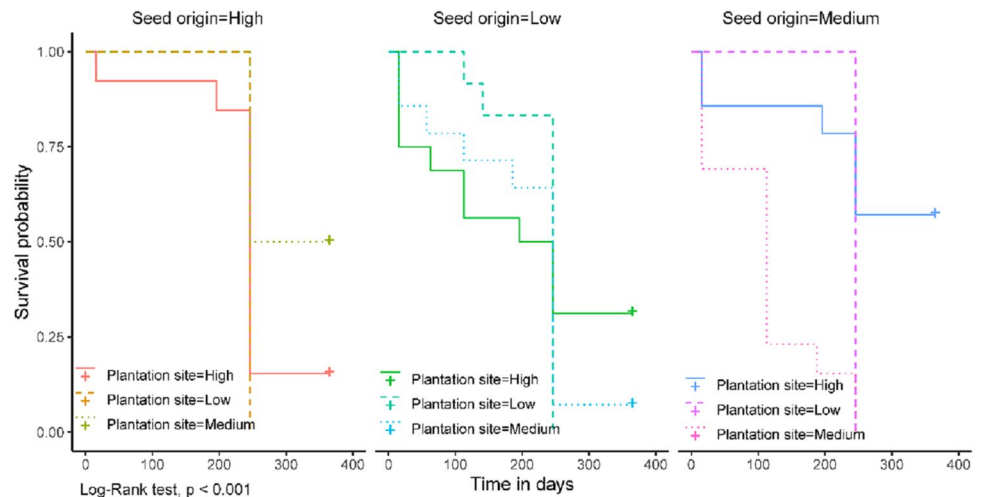 Seed origin=High
Seed origin=Low
Seed origin=Medium
Survival probability
1.00
0.75
0.50
0.25
0.00
Plantation site=High
Plantation site=Low
Plantation site=Medium
Plantation site=High
Plantation site=Low
Plantation site=Medium
Plantation site=High
Plantation site=Low
Plantation site=Medium
0 100 200 300 400
0 100 200 300 400
0 100 200 300 400
Log-Rank test, p < 0.001
Time in days